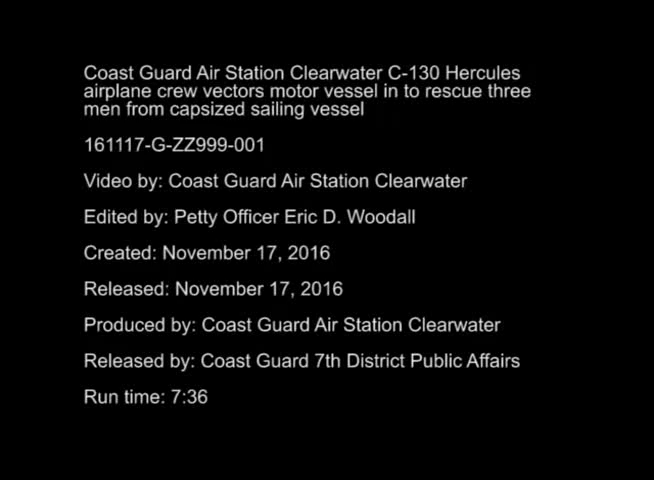 Coast Guard Air Station Clearwater C-130 Hercules
airplane crew vectors motor vessel in to rescue three
men from capsized sailing vessel
161117-G-ZZ999-001
Video by: Coast Guard Air Station Clearwater
Edited by: Petty Officer Eric D. Woodall
Created: November 17, 2016
Released: November 17, 2016
Produced by: Coast Guard Air Station Clearwater
Released by: Coast Guard 7th District Public Affairs
Run time: 7:36